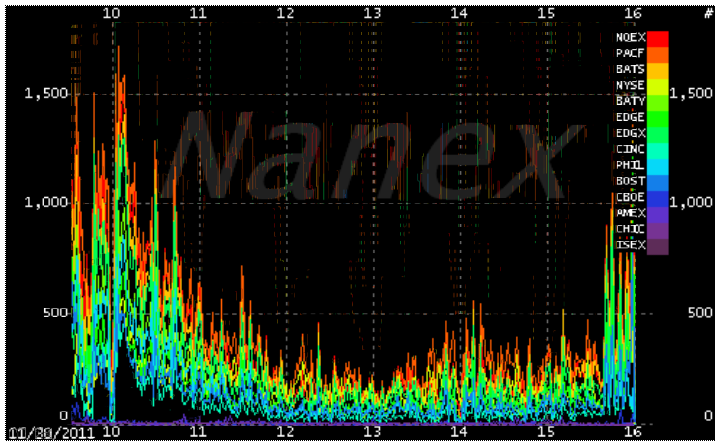 10 11 12 13 14 15 16 #
NQEX
PACF
BATS
NYSE
BATY
EDGE
EDGX
CINC
PHIL
BOST
CBOE
AMEX
CHIC
ISEX
1,500 1,500
Nanex
1,000 1,000
500 500
0 0
11/30/2011 10 11 12 13 14 15 16